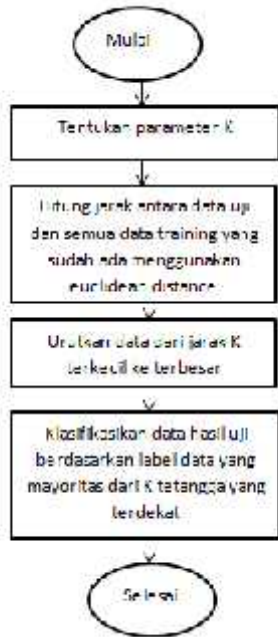 Mulai
Tentukan parameter K
Hitung jarak antara data uji
dan semua data training yang
sudah ada menggunakan
euclidean distance
Urutkan data dari jarak K
terkecil ke terbesar
Klasifikasikan data hasil uji
berdasarkan label data yang
mayoritas dari K tetangga yang
terdekat
Selesai